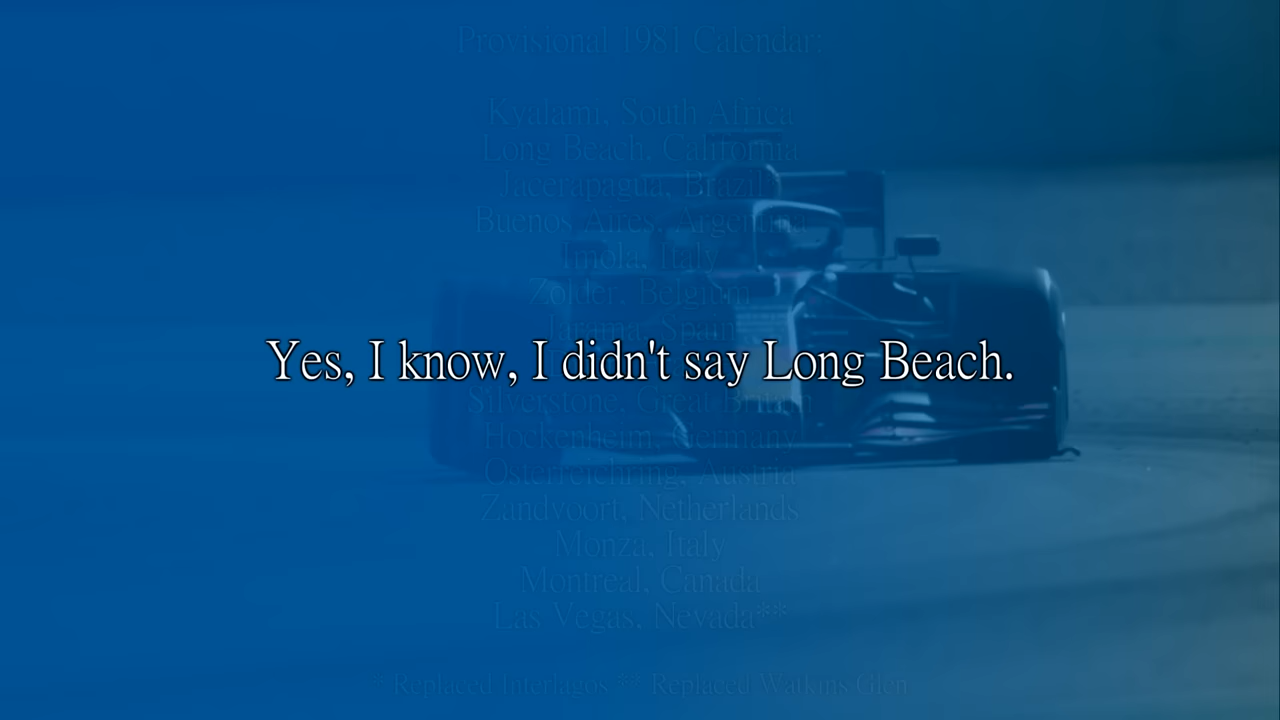 Provisional 1981 Calendar:
Kyalami, South Africa
Long Beach, California
Jacerapagua, Brazil
Buenos Aires, Argentina
Imola, Italy
Zolder, Belgium
Jarama, Spain
Yes, I know, I didn't say Long Beach.
Silverstone, Great Britain
Hockenheim, Germany
Osterreichring, Austria
Zandvoort, Netherlands
Monza, Italy
Montreal, Canada
Las Vegas, Nevada**
* Replaced Interlagos ** Replaced Watkins Glen